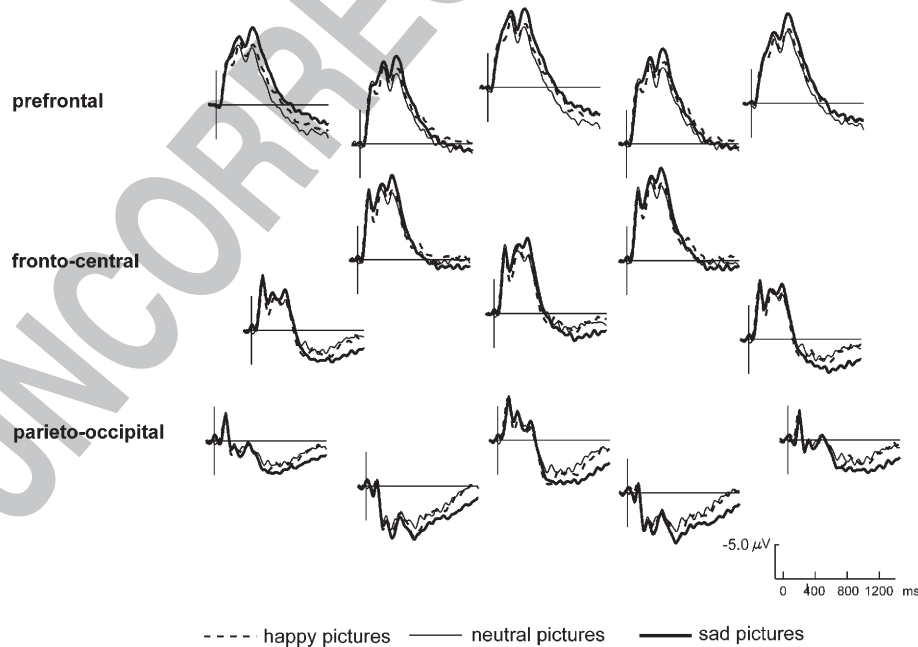 UNCORREC
prefrontal
fronto-central
parieto-occipital
-5.0 μV
0 400 800 1200 ms
happy pictures neutral pictures sad pictures